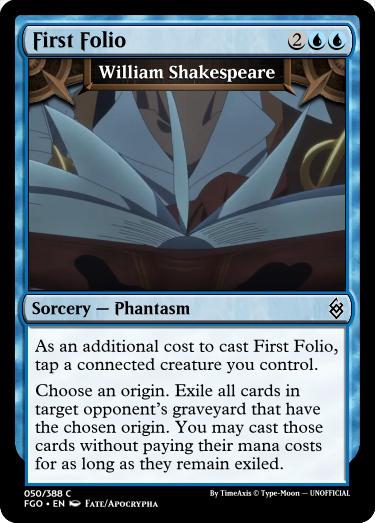 First Folio 2
William Shakespeare
Sorcery — Phantasm
As an additional cost to cast First Folio,
tap a connected creature you control.
Choose an origin. Exile all cards in
target opponent's graveyard that have
the chosen origin. You may cast those
cards without paying their mana costs
for as long as they remain exiled.
050/388 C
FGO • EN Fate/Apocrypha
By TimeAxis © Type-Moon — UNOFFICIAL